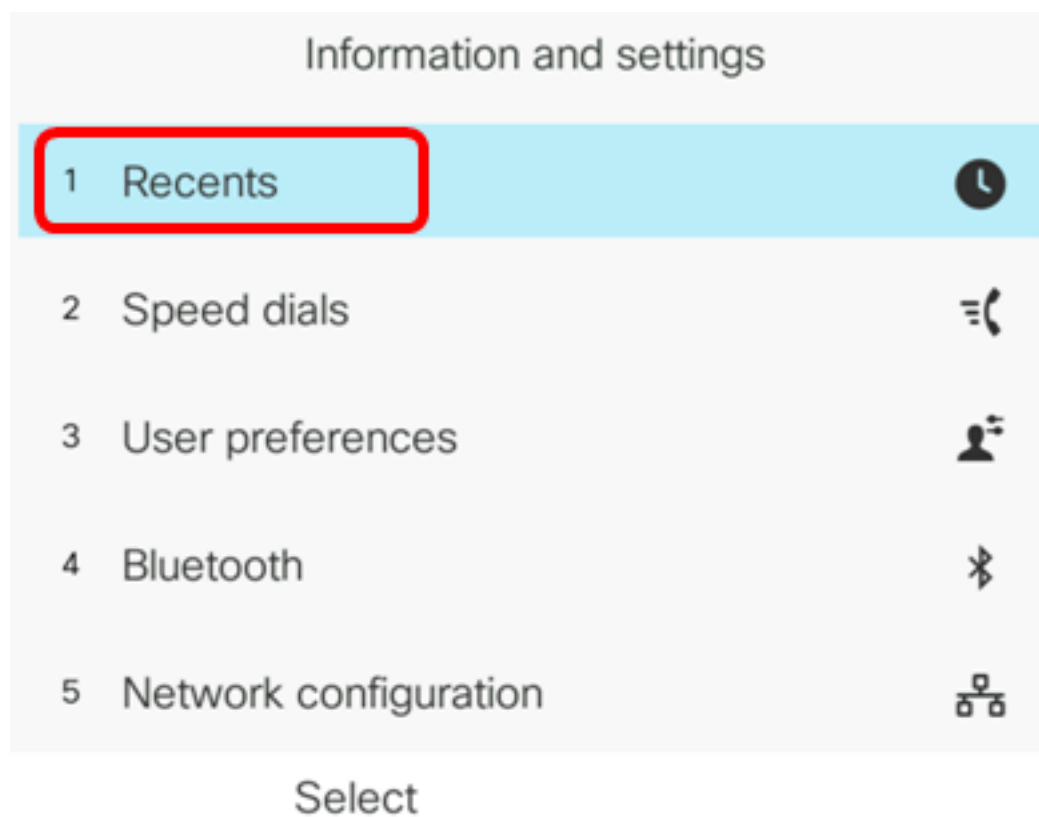 Information and settings
1 Recents
2 Speed dials
3 User preferences
4 Bluetooth
5 Network configuration
Select